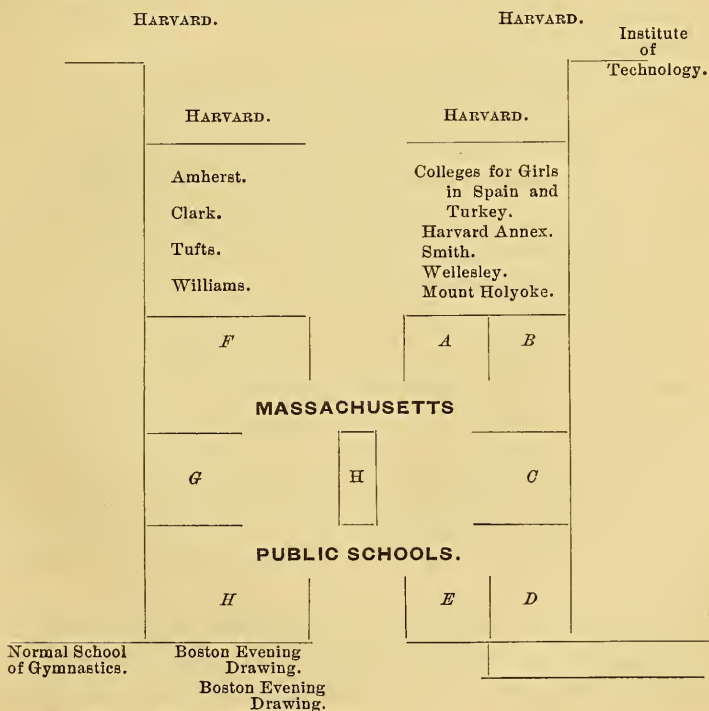 HARVARD.
HARVARD.
Institute
of
Technology.
HARVARD.
HARVARD.
Amherst.
Clark.
Tufts.
Williams.
Colleges for Girls
in Spain and
Turkey.
Harvard Annex.
Smith.
Wellesley.
Mount Holyoke.
F
A
B
MASSACHUSETTS
G
H
C
PUBLIC SCHOOLS.
H
E
D
Normal School
of Gymnastics.
Boston Evening
Drawing.
Boston Evening
Drawing.